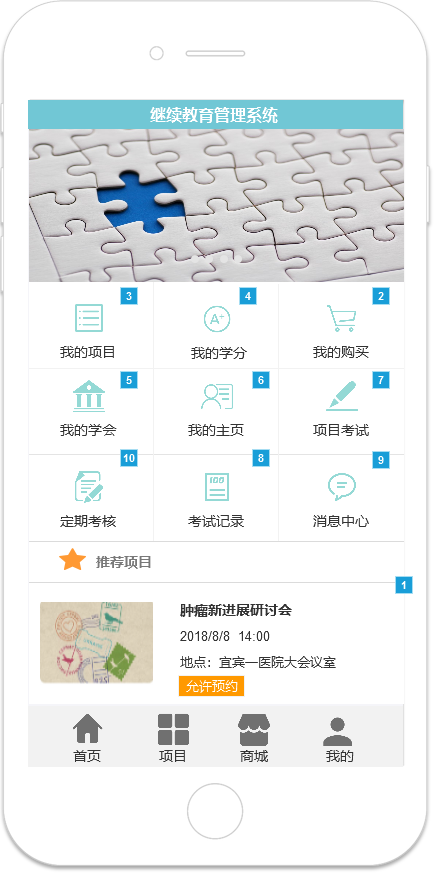 继续教育管理系统
3
4
2
A+
我的项目
我的学分
我的购买
5
6
7
我的学会
我的主页
项目考试
10
8
9
100
定期考核
考试记录
消息中心
推荐项目
1
肿瘤新进展研讨会
2018/8/8 14:00
地点：宜宾一医院大会议室
允许预约
首页
项目
商城
我的